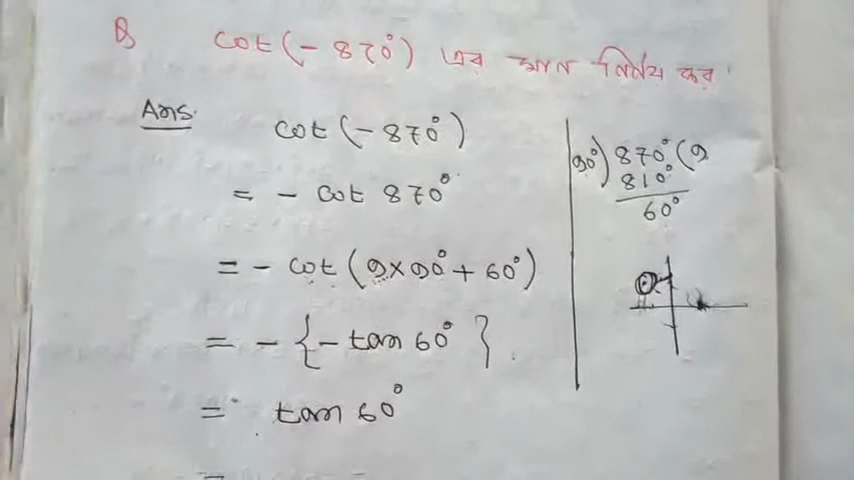 Q cot(-870°) এর মান নির্ণয় কর
Ans.
cot(-870°)
= - cot 870°
= - cot (9×90° + 60°)
= - {- tan 60° }
= tan 60°
=
90°) 870° (9
810°
60°